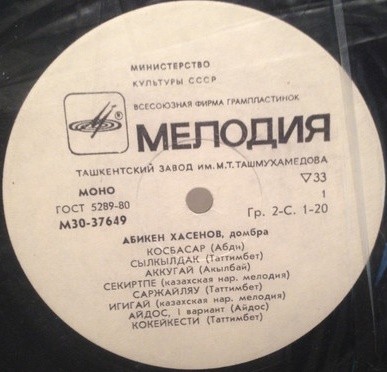 МИНИСТЕРСТВО
КУЛЬТУРЫ СССР
ВСЕСОЮЗНАЯ ФИРМА ГРАМПЛАСТИНОК
® МЕЛОДИЯ
ТАШКЕНТСКИЙ ЗАВОД ИМ. М.Т. ТАШМУХАМЕДОВА
МОНО ▽33
ГОСТ 5289-80 1
М30-37649 Гр. 2-С. 1-20
АБИКЕН ХАСЕНОВ, домбра
КОСБАСАР (Абди)
СЫЛКЫЛДАК (Таттимбет)
АККУГАЙ (Акылбай)
СЕКИРТПЕ (казахская нар. мелодия)
САРЖАЙЛЯУ (Таттимбет)
ИГИГАЙ (казахская нар. мелодия)
АЙДОС, I вариант (Айдос)
КОКЕЙКЕСТИ (Таттимбет)